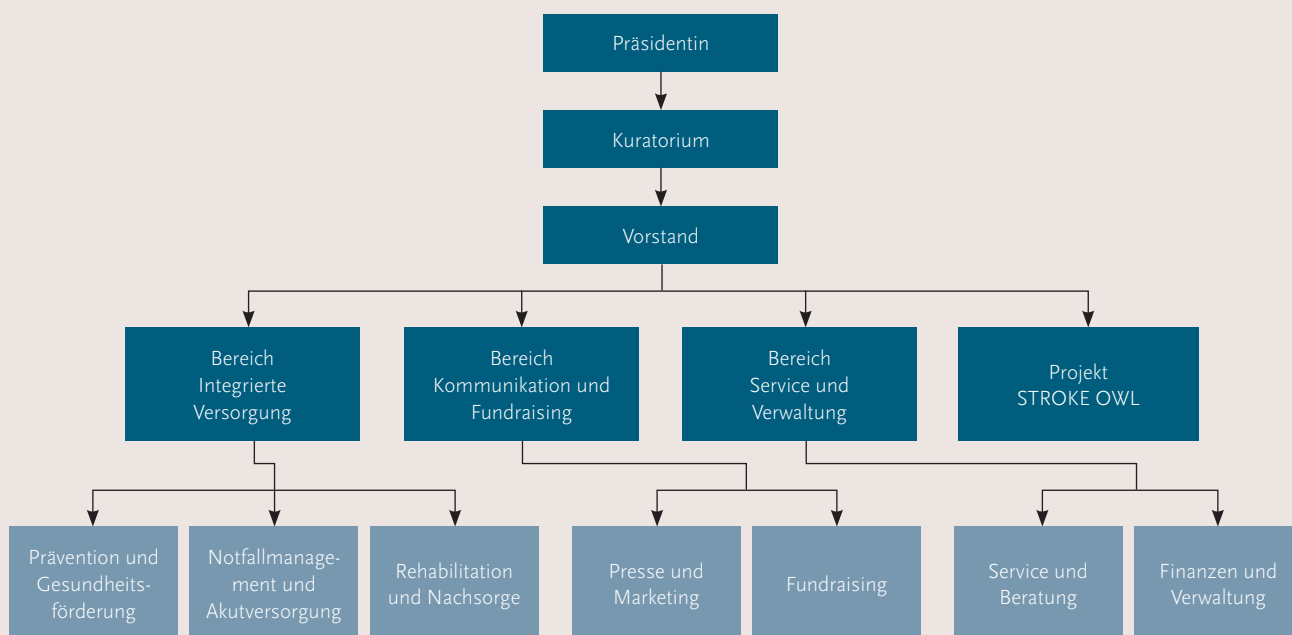 Präsidentin
Kuratorium
Vorstand
Bereich
Integrierte
Versorgung
Bereich
Kommunikation und
Fundraising
Bereich
Service und
Verwaltung
Projekt
STROKE OWL
Prävention und
Gesundheits-
förderung
Notfallmanage-
ment und
Akutversorgung
Rehabilitation
und Nachsorge
Presse und
Marketing
Fundraising
Service und
Beratung
Finanzen und
Verwaltung